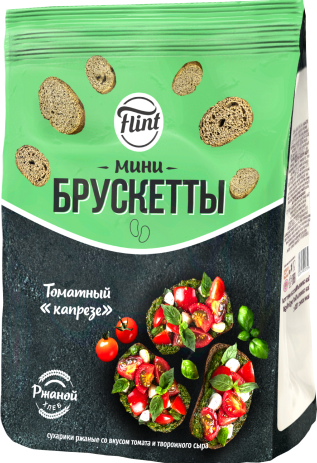 Flint
мини
БРУСКЕТТЫ
Томатный
«капрезе»
Ржаной
ХЛЕБ
сухарики ржаные со вкусом томата и творожного сыра